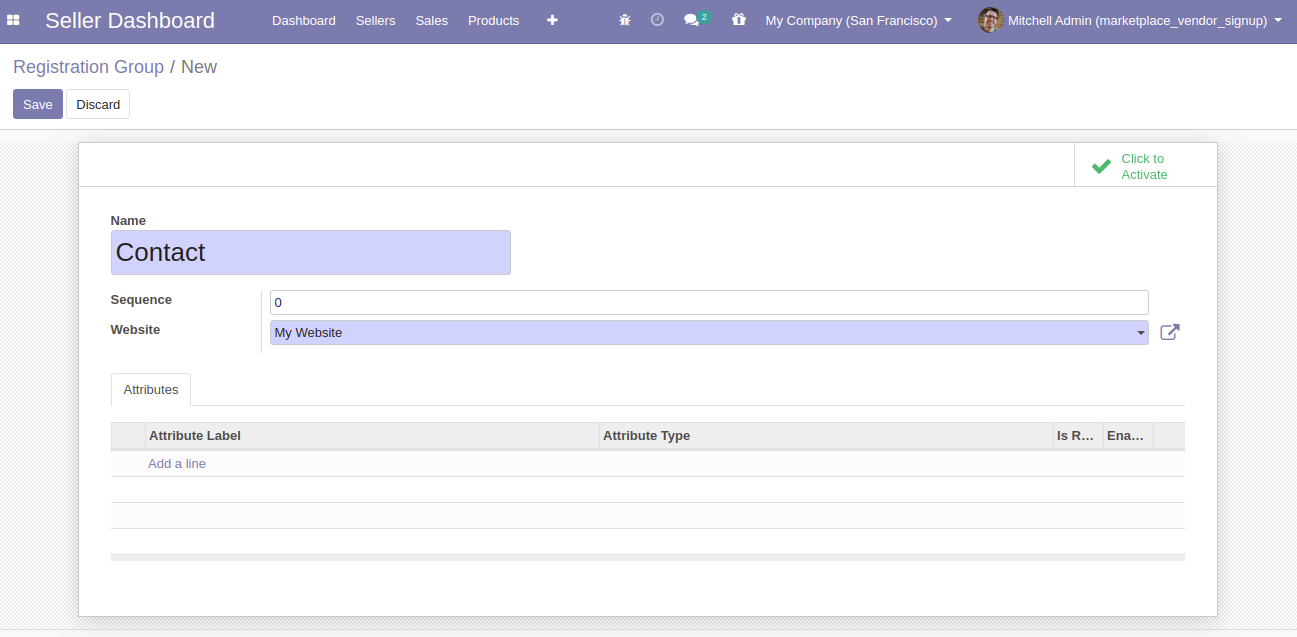 Seller Dashboard Dashboard Sellers Sales Products 2 My Company (San Francisco) Mitchell Admin (marketplace_vendor_signup)
Registration Group / New
Save Discard
Click to
Activate
Name
Contact
Sequence 0
Website My Website
Attributes
Attribute Label Attribute Type Is R... Ena...
Add a line